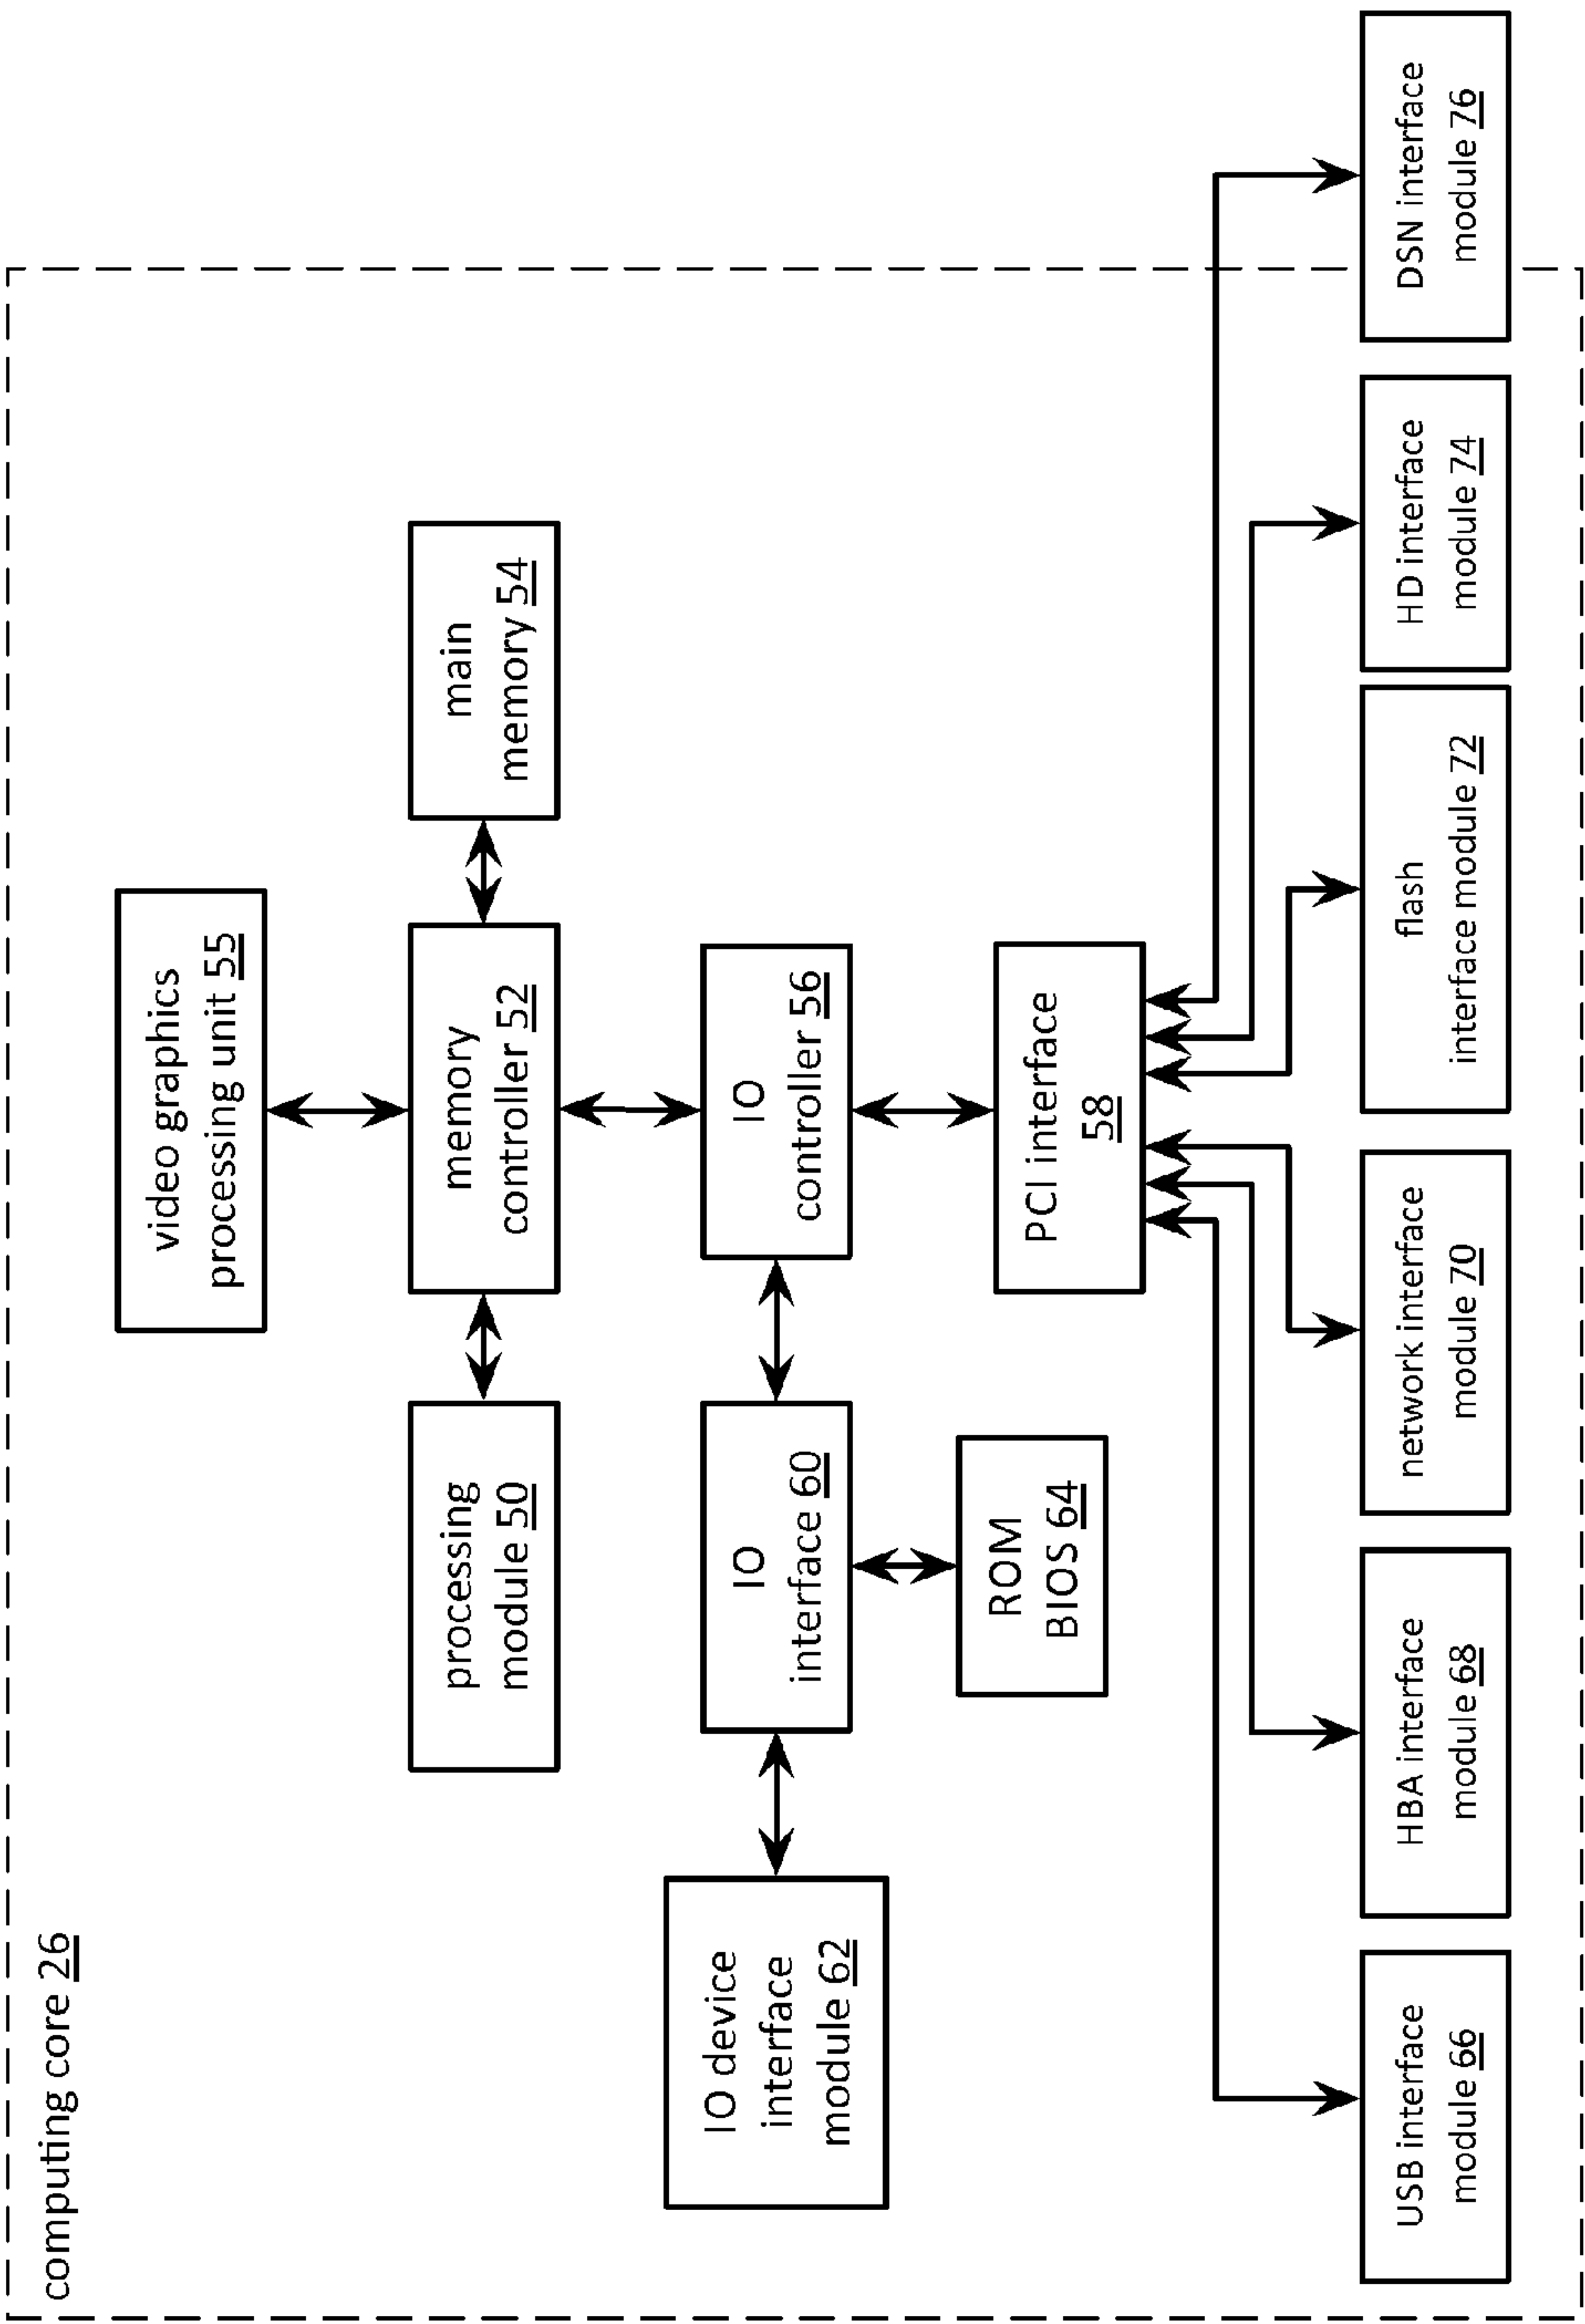 computing core 26
video graphics
processing unit 55
processing
module 50
memory
controller 52
main
memory 54
IO device
interface
module 62
IO
interface 60
IO
controller 56
ROM
BIOS 64
PCI interface
58
USB interface
module 66
HBA interface
module 68
network interface
module 70
flash
interface module 72
HD interface
module 74
DSN interface
module 76